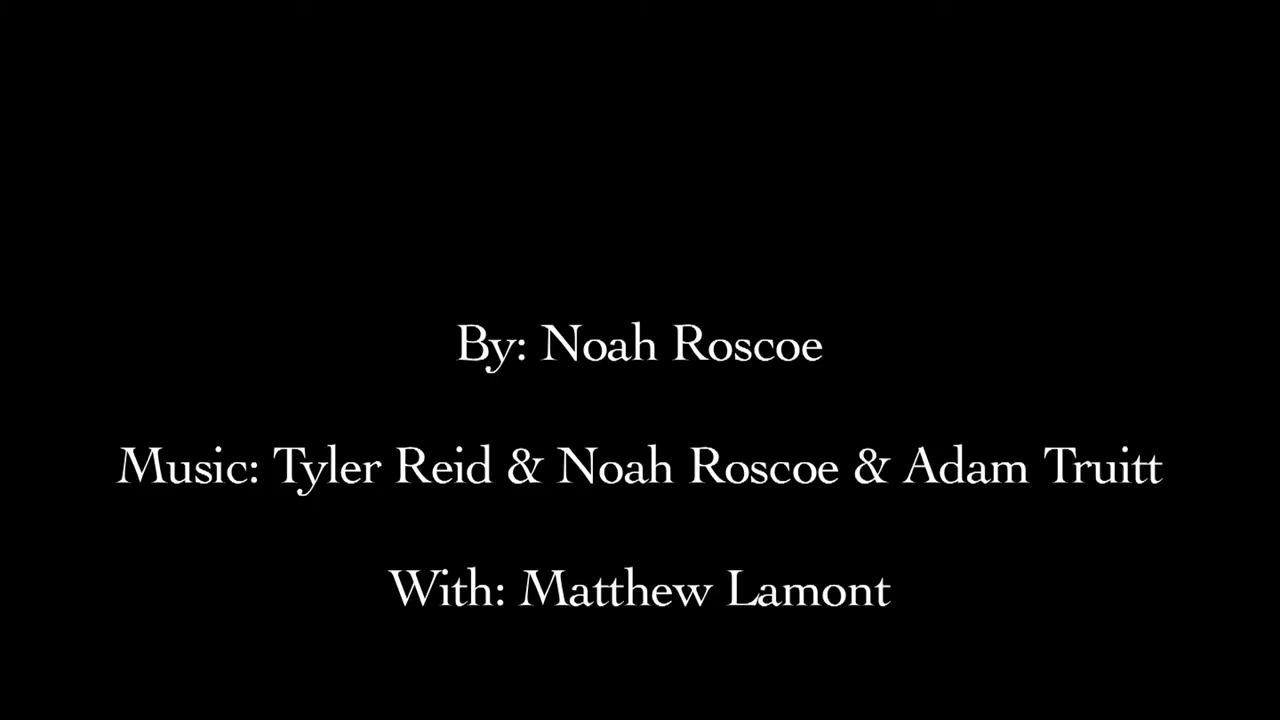 By: Noah Roscoe
Music: Tyler Reid & Noah Roscoe & Adam Truitt
With: Matthew Lamont